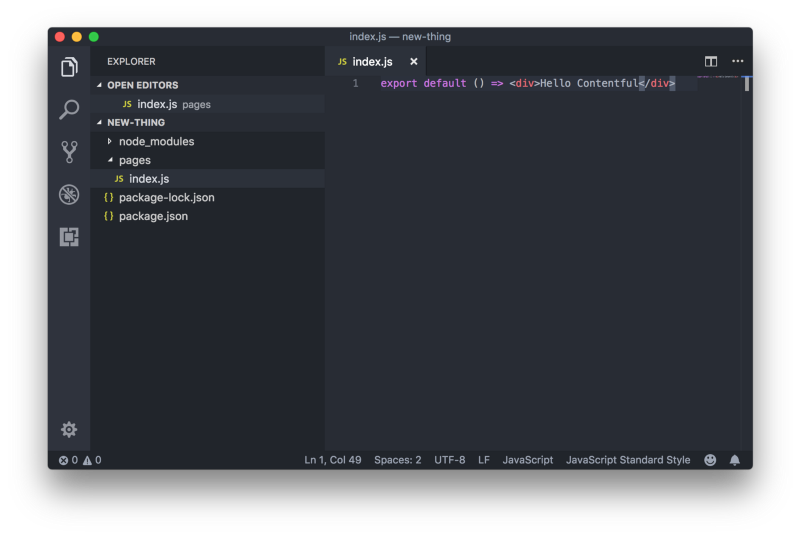 index.js — new-thing
EXPLORER
OPEN EDITORS
JS index.js pages
NEW-THING
node_modules
pages
JS index.js
{} package-lock.json
{} package.json
JS index.js
1 export default () => <div>Hello Contentful</div>
0 0
Ln 1, Col 49 Spaces: 2 UTF-8 LF JavaScript JavaScript Standard Style